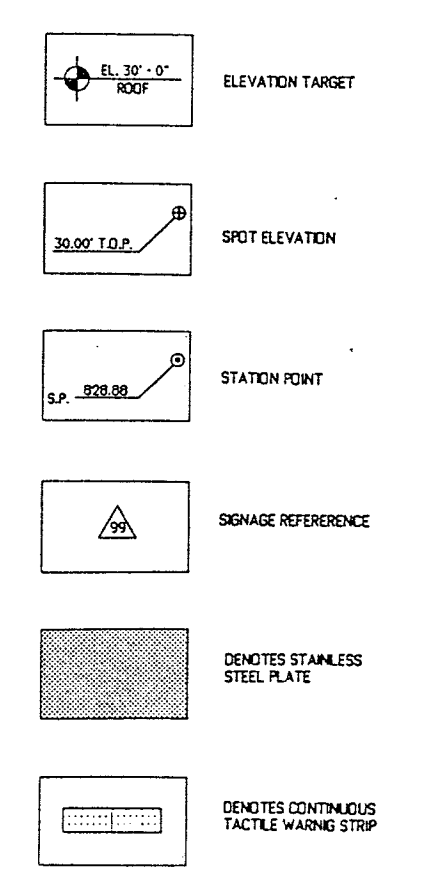 EL. 30' - 0"
ROOF
ELEVATION TARGET
30.00' T.O.P.
SPOT ELEVATION
S.P. 828.88
STATION POINT
99
SIGNAGE REFERERENCE
DENOTES STAINLESS
STEEL PLATE
DENOTES CONTINUOUS
TACTILE WARNIG STRIP